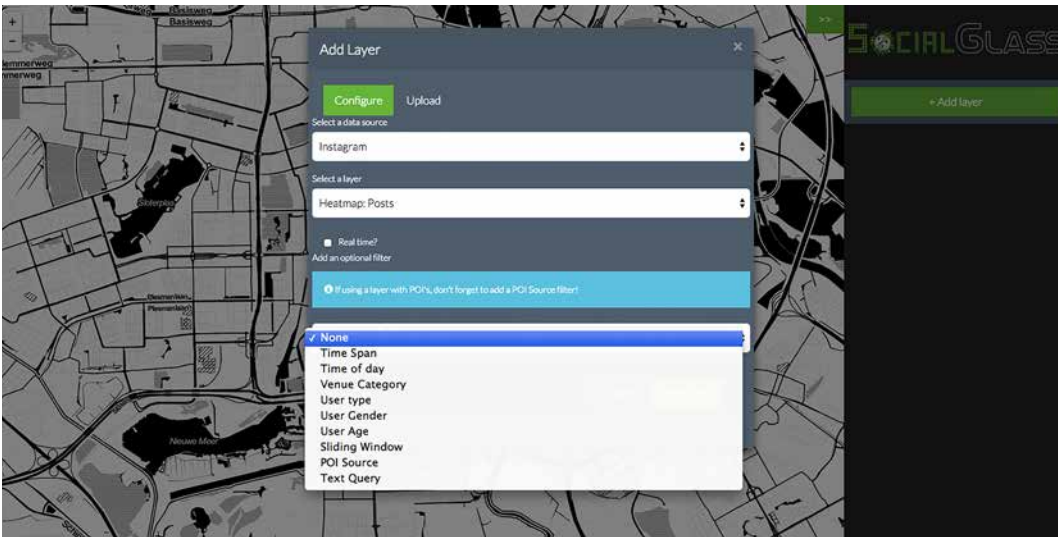 +
Basisweg
Basisweg
>>
SocialGlass
Add Layer
×
−
lemmerweg
Configure
Upload
+ Add layer
Select a data source
Instagram
Select a layer
Heatmap: Posts
Sloterplas
Real time?
Add an optional filter
If using a layer with POI's, don't forget to add a POI Source filter!
Plesmanlaan
Plesmanlaan
✓ None
Time Span
Time of day
Venue Category
User type
User Gender
User Age
Sliding Window
POI Source
Text Query
Nieuwe Meer